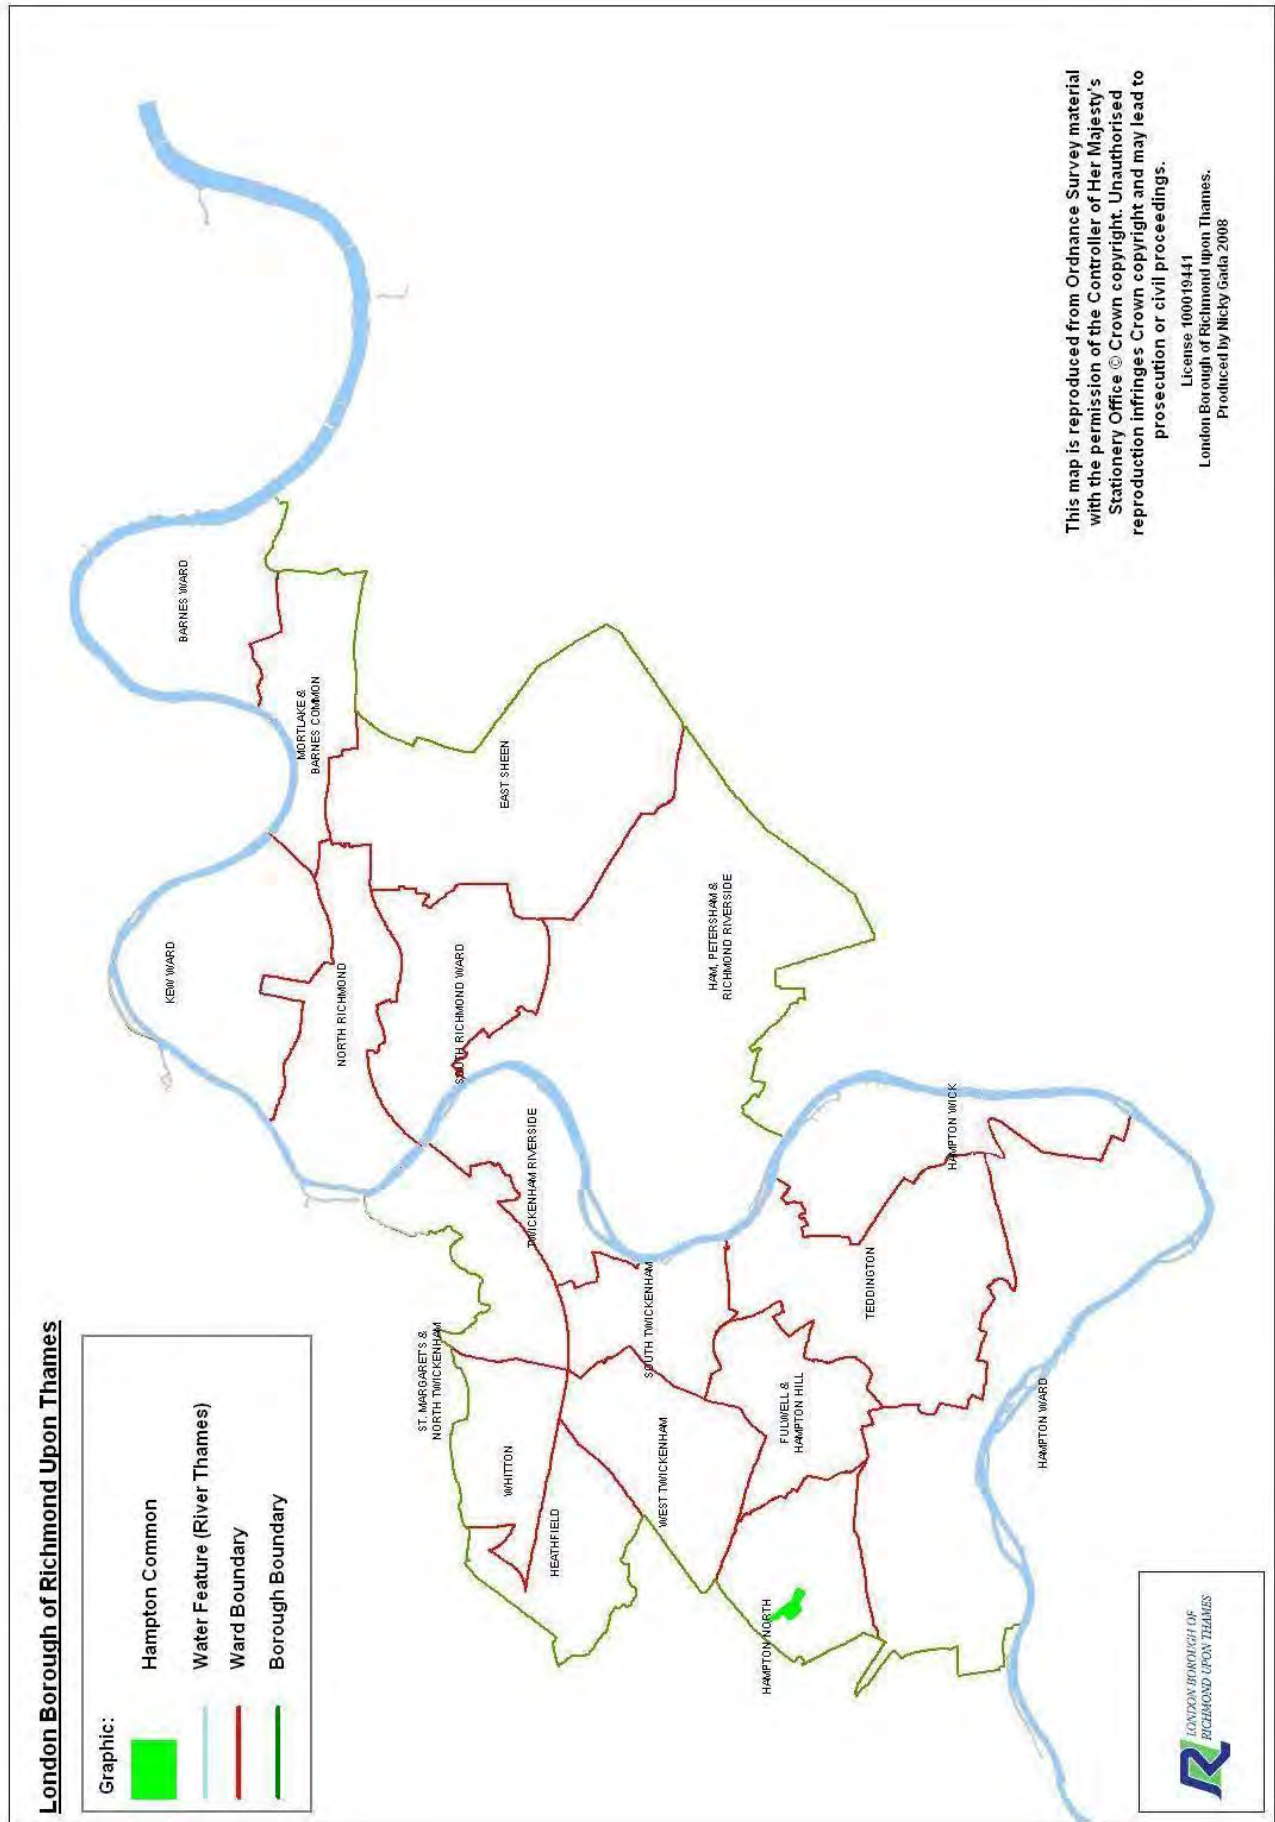 London Borough of Richmond Upon Thames
Graphic:
Hampton Common
Water Feature (River Thames)
Ward Boundary
Borough Boundary
BARNES WARD
MORTLAKE &
BARNES COMMON
KEW WARD
EAST SHEEN
NORTH RICHMOND
SOUTH RICHMOND WARD
HAM, PETERSHAM &
RICHMOND RIVERSIDE
TWICKENHAM RIVERSIDE
ST. MARGARETS &
NORTH TWICKENHAM
SOUTH TWICKENHAM
WHITTON
HEATHFIELD
WEST TWICKENHAM
FULWELL &
HAMPTON HILL
TEDDINGTON
HAMPTON WICK
HAMPTON NORTH
HAMPTON WARD
This map is reproduced from Ordnance Survey material
with the permission of the Controller of Her Majesty's
Stationery Office © Crown copyright. Unauthorised
reproduction infringes Crown copyright and may lead to
prosecution or civil proceedings.
License 100019441
London Borough of Richmond upon Thames.
Produced by Nicky Gada 2008
LONDON BOROUGH OF
RICHMOND UPON THAMES